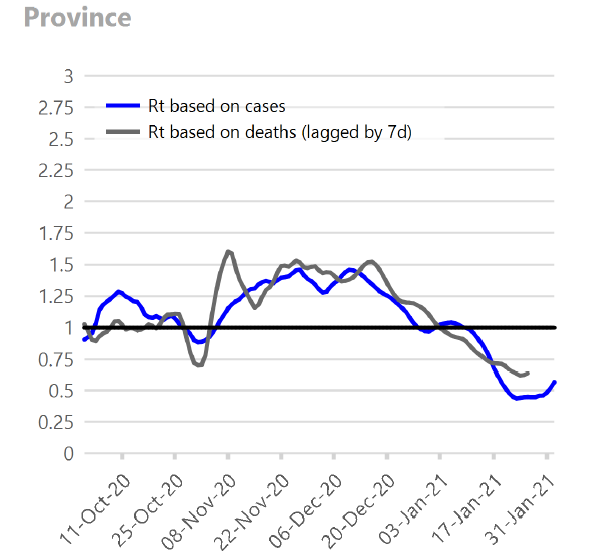 Province
3
2.75
Rt based on cases
2.5
Rt based on deaths (lagged by 7d)
2.25
2
1.75
1.5
1.25
1
0.75
0.5
0.25
0
11-Oct-20
25-Oct-20
08-Nov-20
22-Nov-20
06-Dec-20
20-Dec-20
03-Jan-21
17-Jan-21
31-Jan-21